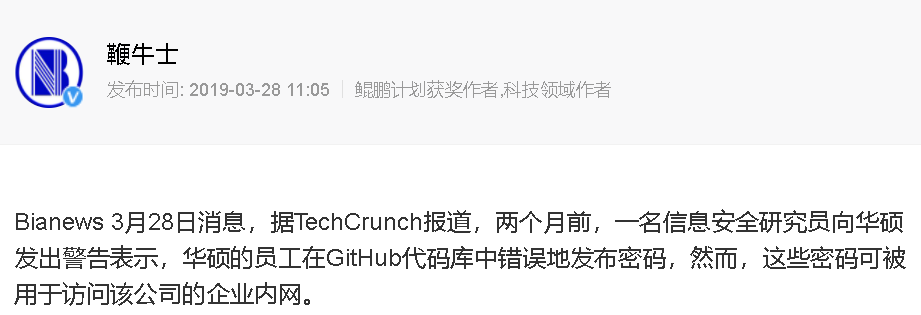 鞭牛士
发布时间: 2019-03-28 11:05 鲲鹏计划获奖作者,科技领域作者
Bianews 3月28日消息，据TechCrunch报道，两个月前，一名信息安全研究员向华硕
发出警告表示，华硕的员工在GitHub代码库中错误地发布密码，然而，这些密码可被
用于访问该公司的企业内网。